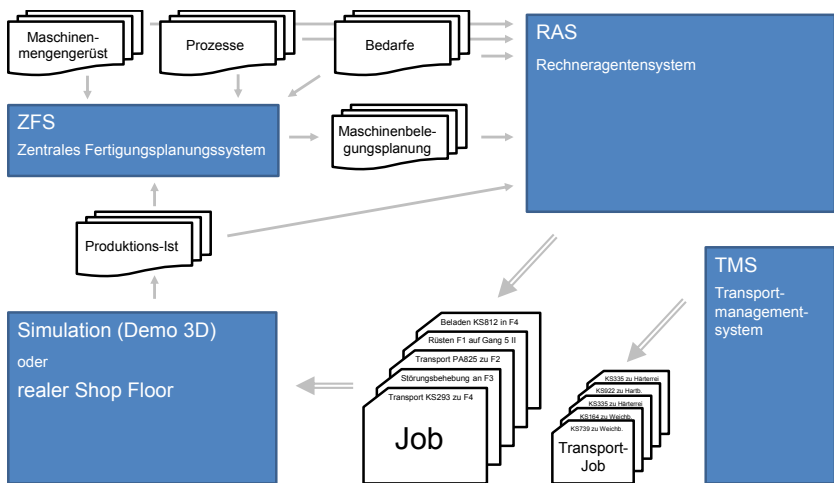 Maschinen-
mengengerüst
Prozesse
Bedarfe
RAS
Rechneragentensystem
ZFS
Zentrales Fertigungsplanungssystem
Maschinenbele-
gungsplanung
Produktions-Ist
TMS
Transport-
management-
system
Simulation (Demo 3D)
oder
realer Shop Floor
Beladen KS812 in F4
Rüsten F1 auf Gang 5 II
Transport PA825 zu F2
Störungsbehebung an F3
Transport KS293 zu F4
Job
KS335 zu Härterrei
KS922 zu Hartb.
KS335 zu Härterrei
KS164 zu Weichb.
KS739 zu Weichb.
Transport-
Job